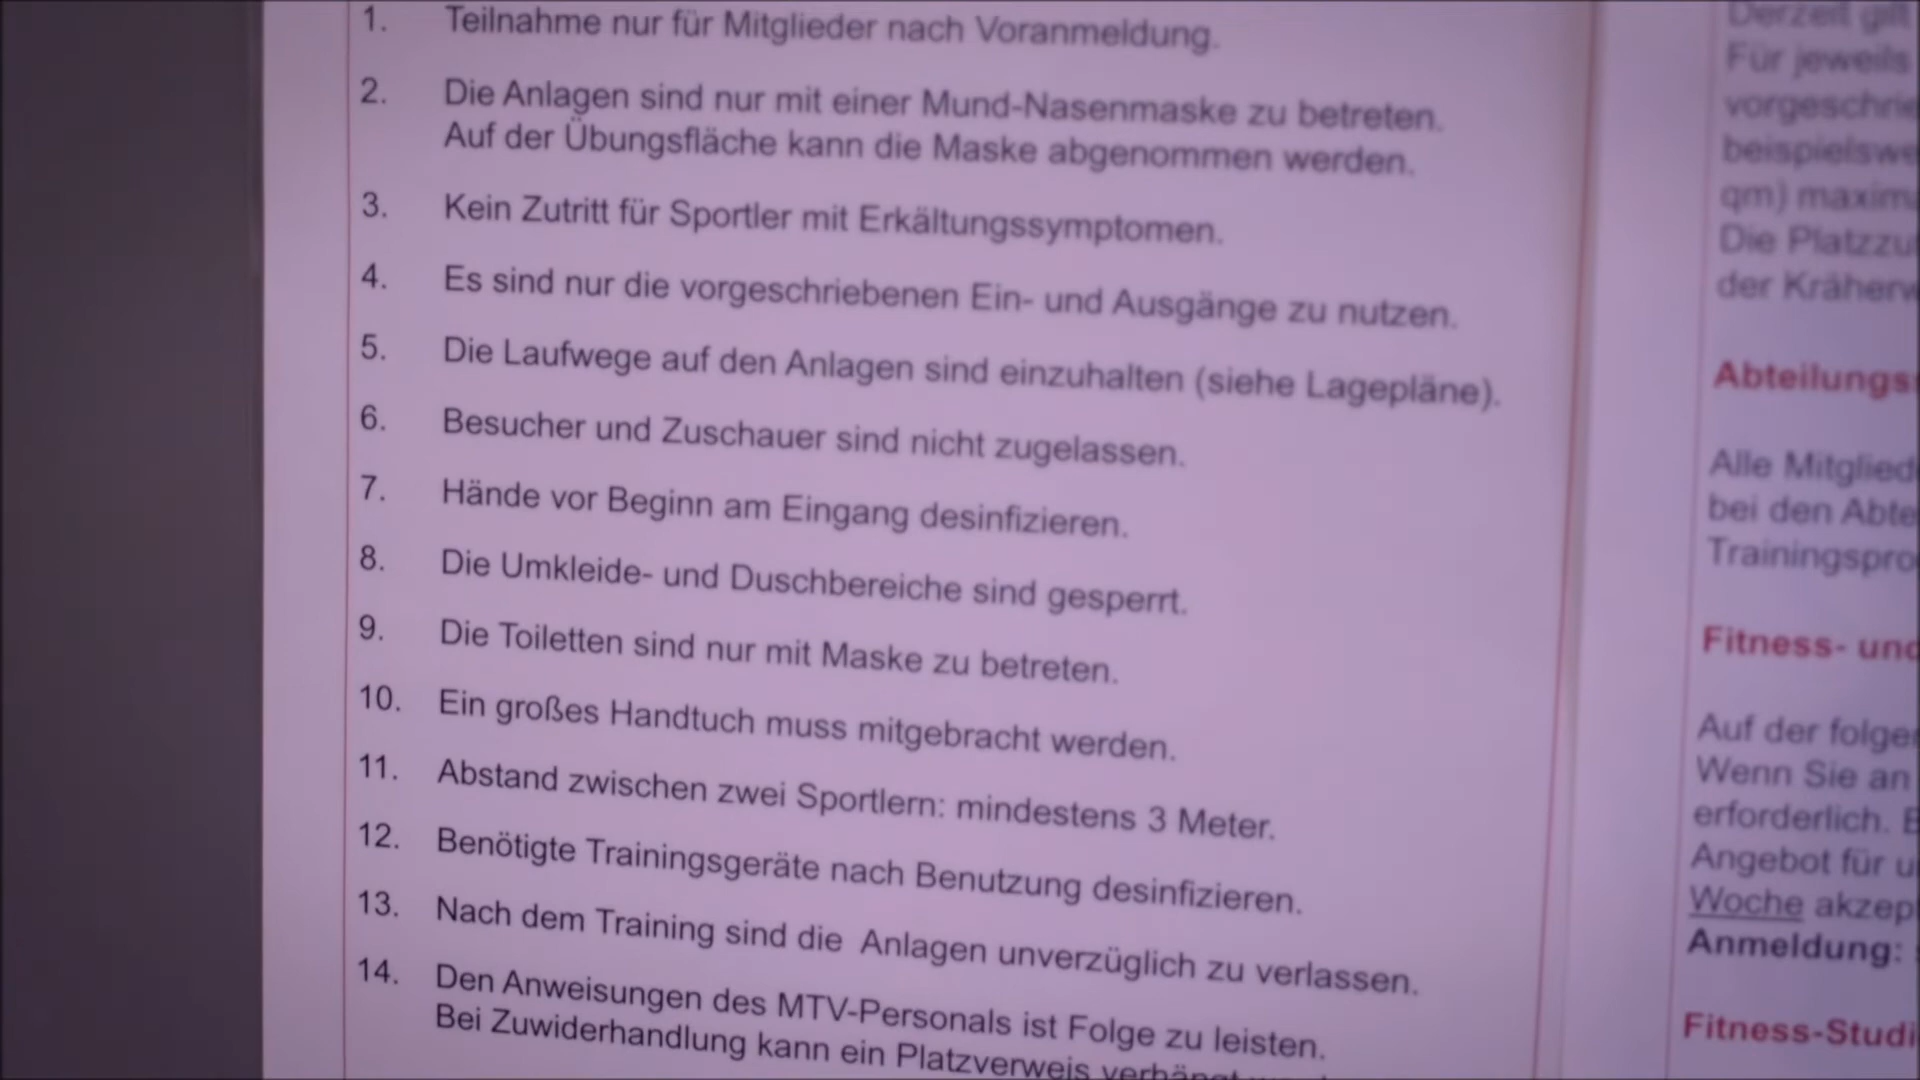 1. Teilnahme nur für Mitglieder nach Voranmeldung.
2. Die Anlagen sind nur mit einer Mund-Nasenmaske zu betreten.
Auf der Übungsfläche kann die Maske abgenommen werden.
3. Kein Zutritt für Sportler mit Erkältungssymptomen.
4. Es sind nur die vorgeschriebenen Ein- und Ausgänge zu nutzen.
5. Die Laufwege auf den Anlagen sind einzuhalten (siehe Lagepläne).
6. Besucher und Zuschauer sind nicht zugelassen.
7. Hände vor Beginn am Eingang desinfizieren.
8. Die Umkleide- und Duschbereiche sind gesperrt.
9. Die Toiletten sind nur mit Maske zu betreten.
10. Ein großes Handtuch muss mitgebracht werden.
11. Abstand zwischen zwei Sportlern: mindestens 3 Meter.
12. Benötigte Trainingsgeräte nach Benutzung desinfizieren.
13. Nach dem Training sind die Anlagen unverzüglich zu verlassen.
14. Den Anweisungen des MTV-Personals ist Folge zu leisten.
Bei Zuwiderhandlung kann ein Platzverweis verhängt
Derzeit gilt
Für jeweils
vorgeschrie
beispielswe
qm) maxim
Die Platzzu
der Kräherw
Abteilungs
Alle Mitglied
bei den Abte
Trainingspro
Fitness- und
Auf der folge
Wenn Sie an
erforderlich.
Angebot für u
Woche akzep
Anmeldung:
Fitness-Studi